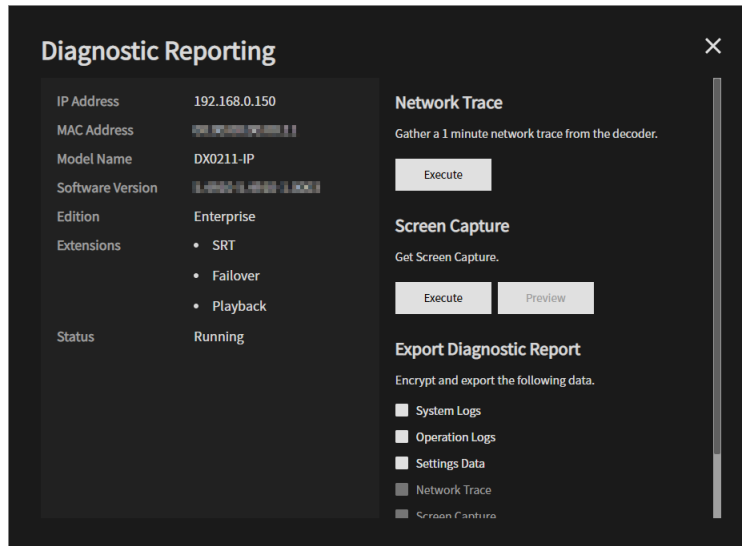 Diagnostic Reporting
IP Address 192.168.0.150
MAC Address
Model Name DX0211-IP
Software Version
Edition Enterprise
Extensions • SRT
• Failover
• Playback
Status Running
Network Trace
Gather a 1 minute network trace from the decoder.
Execute
Screen Capture
Get Screen Capture.
Execute Preview
Export Diagnostic Report
Encrypt and export the following data.
System Logs
Operation Logs
Settings Data
Network Trace
Screen Capture